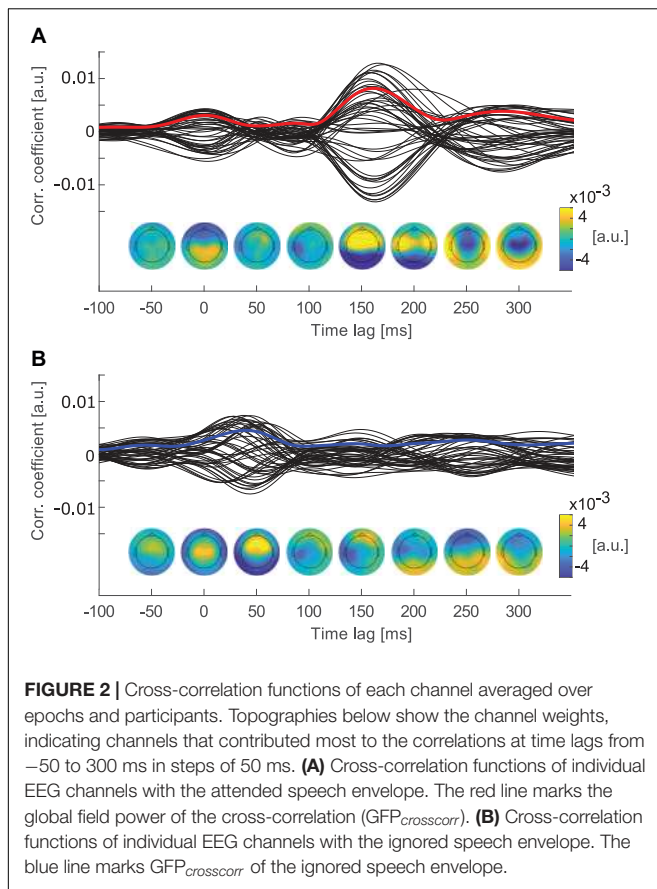 A
Corr. coefficient [a.u.]
0.01
0
-0.01
x10⁻³
4
-4
[a.u.]
-100 -50 0 50 100 150 200 250 300
Time lag [ms]
B
Corr. coefficient [a.u.]
0.01
0
-0.01
x10⁻³
4
-4
[a.u.]
-100 -50 0 50 100 150 200 250 300
Time lag [ms]
FIGURE 2 | Cross-correlation functions of each channel averaged over
epochs and participants. Topographies below show the channel weights,
indicating channels that contributed most to the correlations at time lags from
−50 to 300 ms in steps of 50 ms. (A) Cross-correlation functions of individual
EEG channels with the attended speech envelope. The red line marks the
global field power of the cross-correlation (GFPcrosscorr). (B) Cross-correlation
functions of individual EEG channels with the ignored speech envelope. The
blue line marks GFPcrosscorr of the ignored speech envelope.